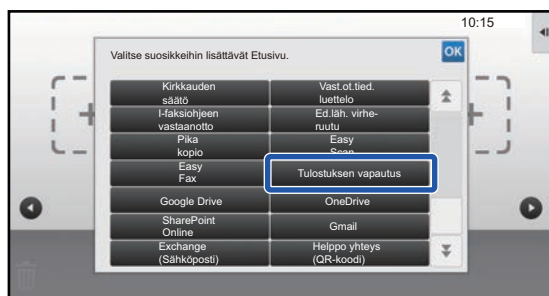 10:15
Valitse suosikkeihin lisättävät Etusivu.
OK
Kirkkauden
säätö
Vast.ot.tied.
luettelo
I-faksiohjeen
vastaanotto
Ed.läh. virhe-
ruutu
Pika
kopio
Easy
Scan
Easy
Fax
Tulostuksen vapautus
Google Drive
OneDrive
SharePoint
Online
Gmail
Exchange
(Sähköposti)
Helppo yhteys
(QR-koodi)